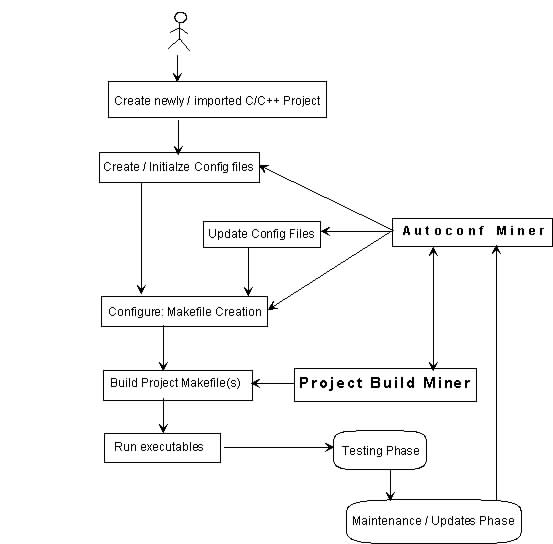 Create newly / imported C/C++ Project
Create / Initialze Config files
Autoconf Miner
Update Config Files
Configure: Makefile Creation
Build Project Makefile(s)
Project Build Miner
Run executables
Testing Phase
Maintenance / Updates Phase